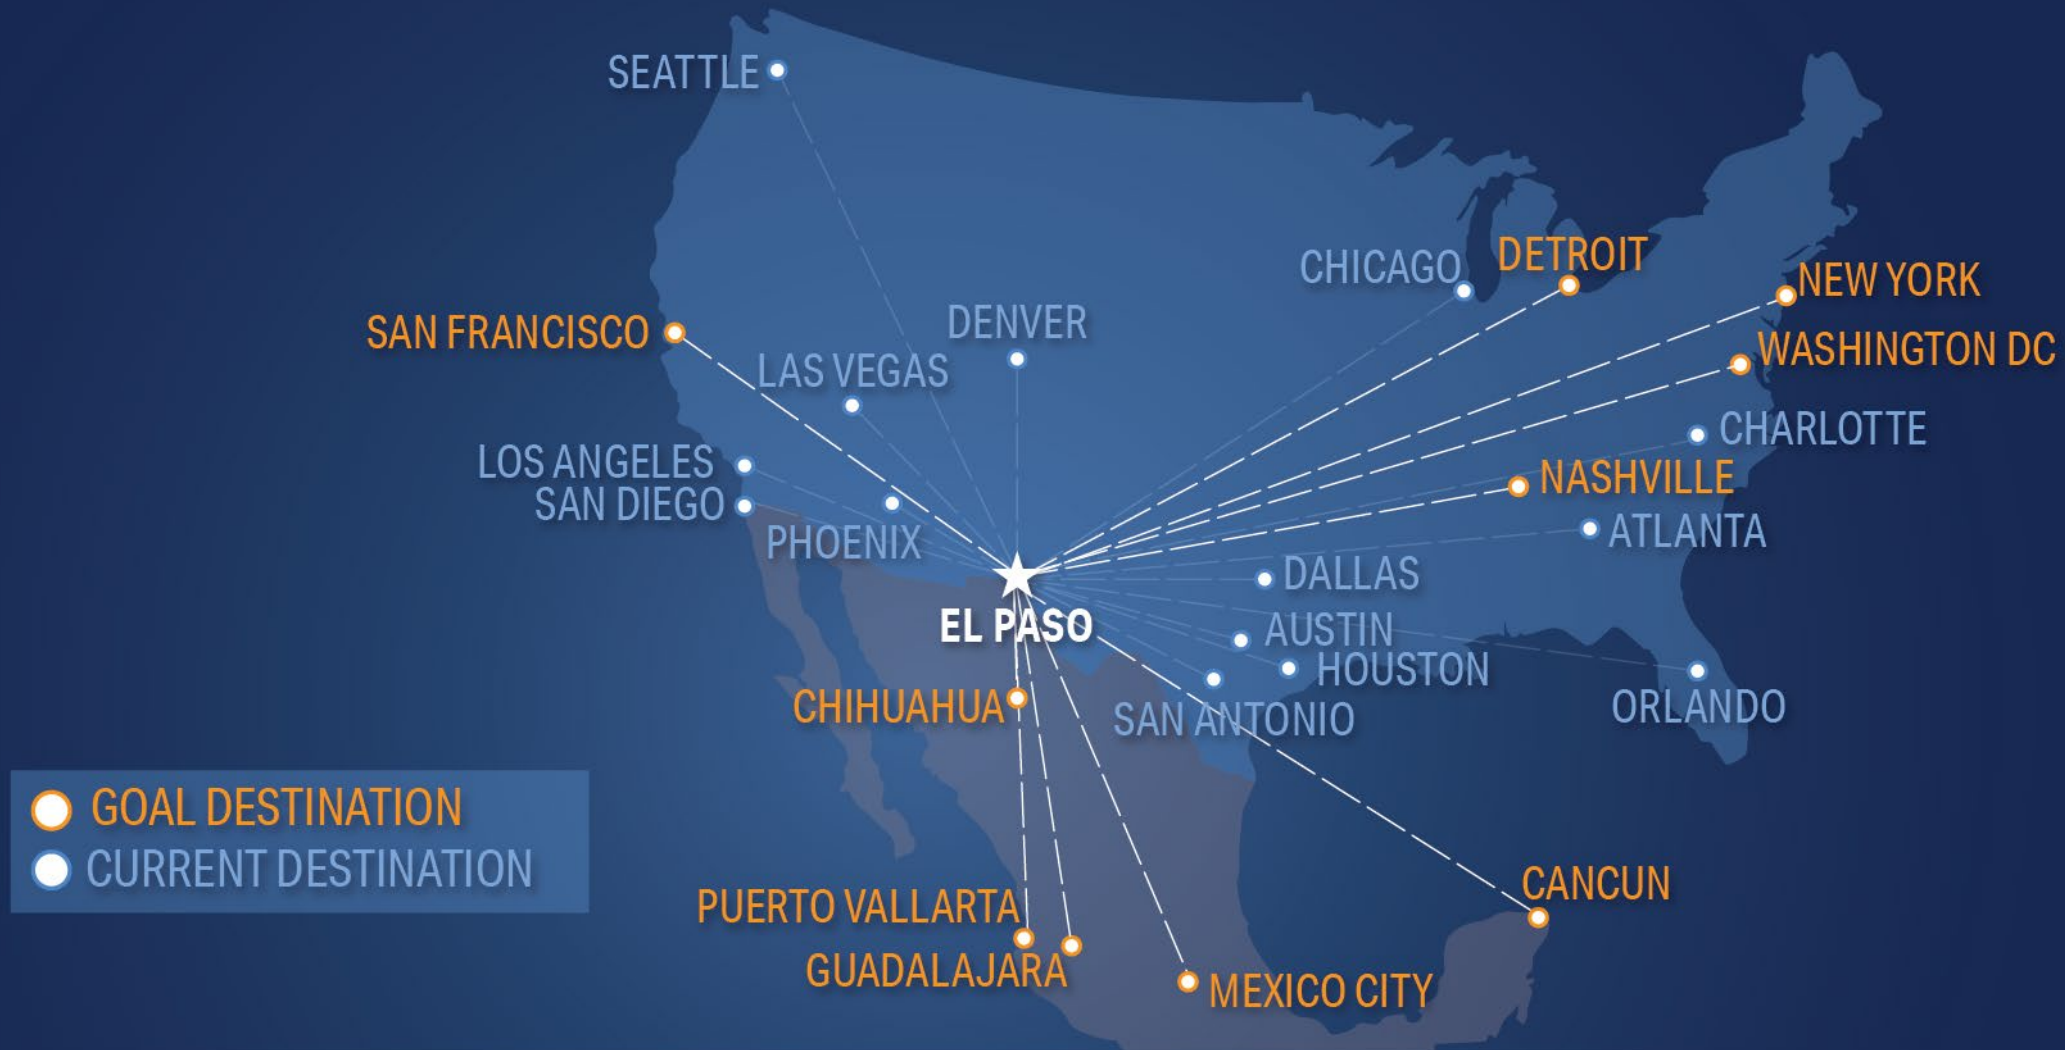 SEATTLE
CHICAGO
DETROIT
NEW YORK
SAN FRANCISCO
DENVER
WASHINGTON DC
LAS VEGAS
CHARLOTTE
LOS ANGELES
NASHVILLE
SAN DIEGO
PHOENIX
ATLANTA
DALLAS
EL PASO
AUSTIN
HOUSTON
CHIHUAHUA
SAN ANTONIO
ORLANDO
GOAL DESTINATION
CURRENT DESTINATION
CANCUN
PUERTO VALLARTA
GUADALAJARA
MEXICO CITY